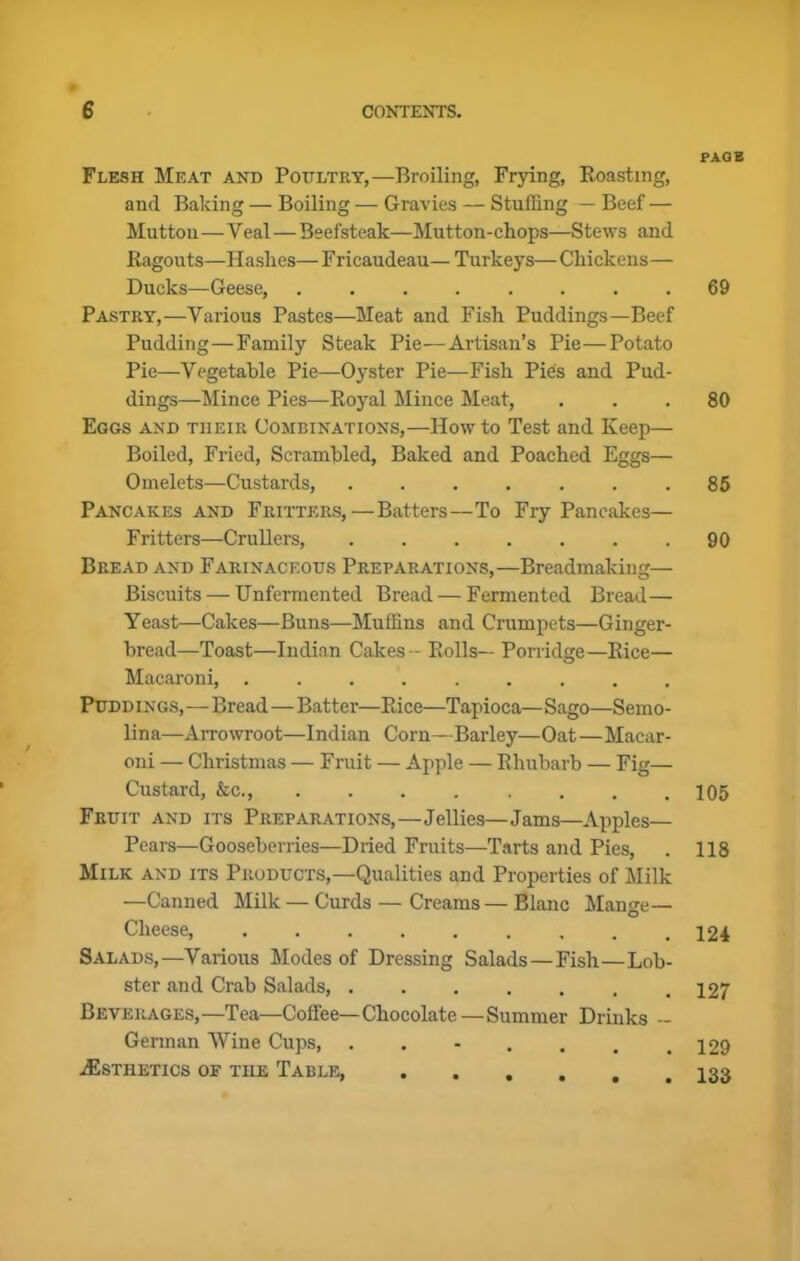 6 CONTENTS.
PAGE
Flesh Meat and Poultry,—Broiling, Frying, Roasting,
and Baking — Boiling — Gravies — Stuffing — Beef —
Mutton — Veal — Beefsteak—Mutton-chops—Stews and
Ragouts—Hashes—Fricaudeau—Turkeys—Chickens—
Ducks—Geese, . . . . . . . . 69
Pastry,—Various Pastes—Meat and Fish Puddings—Beef
Pudding—Family Steak Pie—Artisan's Pie—Potato
Pie—Vegetable Pie—Oyster Pie—Fish Pies and Pud-
dings—Mince Pies—Royal Mince Meat, . . . 80
Eggs and their Combinations,—How to Test and Keep—
Boiled, Fried, Scrambled, Baked and Poached Eggs—
Omelets—Custards, . . . . . . . 85
Pancakes and Fritters,—Batters—To Fry Pancakes—
Fritters—Crullers, . . . . . . . 90
Bread and Farinaceous Preparations,—Breadmaking—
Biscuits — Unfermented Bread — Fermented Bread—
Yeast—Cakes—Buns—Muffins and Crumpets—Ginger-
bread—Toast—Indian Cakes—Rolls—Porridge—Rice—
Macaroni, . . . . . . . . .
Puddings,—Bread—Batter—Rice—Tapioca—Sago—Semo-
lina—Arrowroot—Indian Corn—Barley—Oat—Macar-
oni — Christmas — Fruit — Apple — Rhubarb — Fig—
Custard, &c., . . . . . . . . 105
Fruit and its Preparations,—Jellies—Jams—Apples—
Pears—Gooseberries—Dried Fruits—Tarts and Pies, . 118
Milk and its Products,—Qualities and Properties of Milk
—Canned Milk — Curds — Creams — Blanc Mange—
Cheese, . . . . . . . . . 124
Salads,—Various Modes of Dressing Salads—Fish—Lob-
ster and Crab Salads, . . . . . . . 127
Beverages,—Tea—Coffee—Chocolate—Summer Drinks —
German Wine Cups, . . . . . . . 129
Æsthetics of the Table, . . . . . . 133